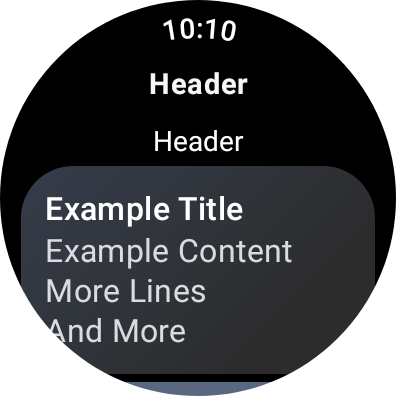 10:10
Header
Header
Example Title
Example Content
More Lines
And More